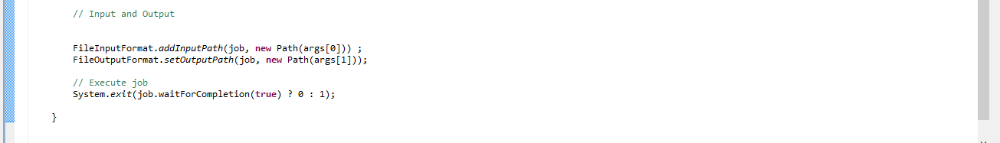 // Input and Output
FileInputFormat.addInputPath(job, new Path(args[0])) ;
FileOutputFormat.setOutputPath(job, new Path(args[1]));
// Execute job
System.exit(job.waitForCompletion(true) ? 0 : 1);
}